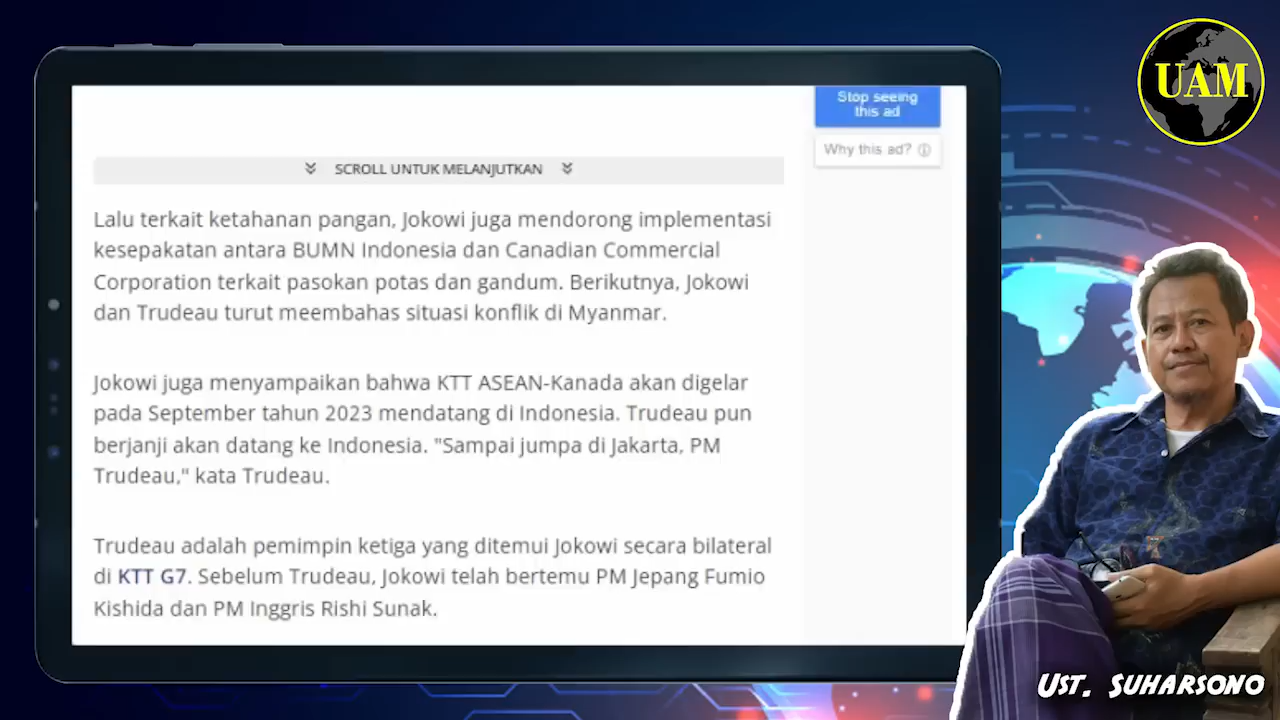 UAM
Stop seeing
this ad
Why this ad?
SCROLL UNTUK MELANJUTKAN
Lalu terkait ketahanan pangan, Jokowi juga mendorong implementasi
kesepakatan antara BUMN Indonesia dan Canadian Commercial
Corporation terkait pasokan potas dan gandum. Berikutnya, Jokowi
dan Trudeau turut meembahas situasi konflik di Myanmar.
Jokowi juga menyampaikan bahwa KTT ASEAN-Kanada akan digelar
pada September tahun 2023 mendatang di Indonesia. Trudeau pun
berjanji akan datang ke Indonesia. "Sampai jumpa di Jakarta, PM
Trudeau," kata Trudeau.
Trudeau adalah pemimpin ketiga yang ditemui Jokowi secara bilateral
di KTT G7. Sebelum Trudeau, Jokowi telah bertemu PM Jepang Fumio
Kishida dan PM Inggris Rishi Sunak.
Ust. Suharsono